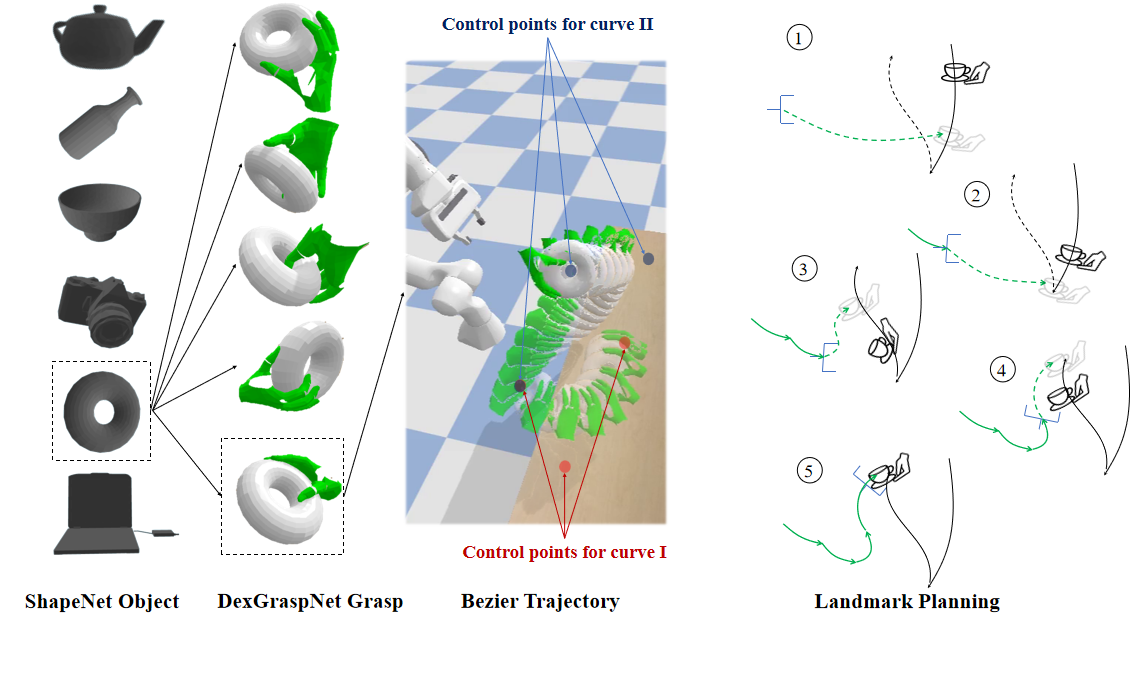 Control points for curve II
1
2
3
4
5
Control points for curve I
ShapeNet Object
DexGraspNet Grasp
Bezier Trajectory
Landmark Planning